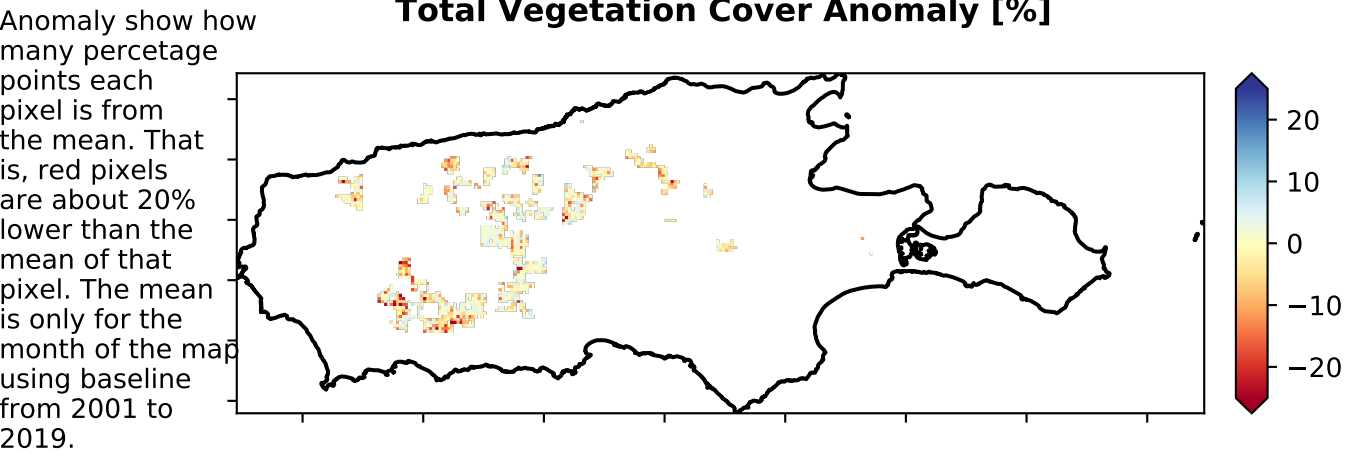 Total Vegetation Cover Anomaly [%]
Anomaly show how
many percetage
points each
pixel is from
the mean. That
is, red pixels
are about 20%
lower than the
mean of that
pixel. The mean
is only for the
month of the map
using baseline
from 2001 to
2019.
20
10
0
−10
−20